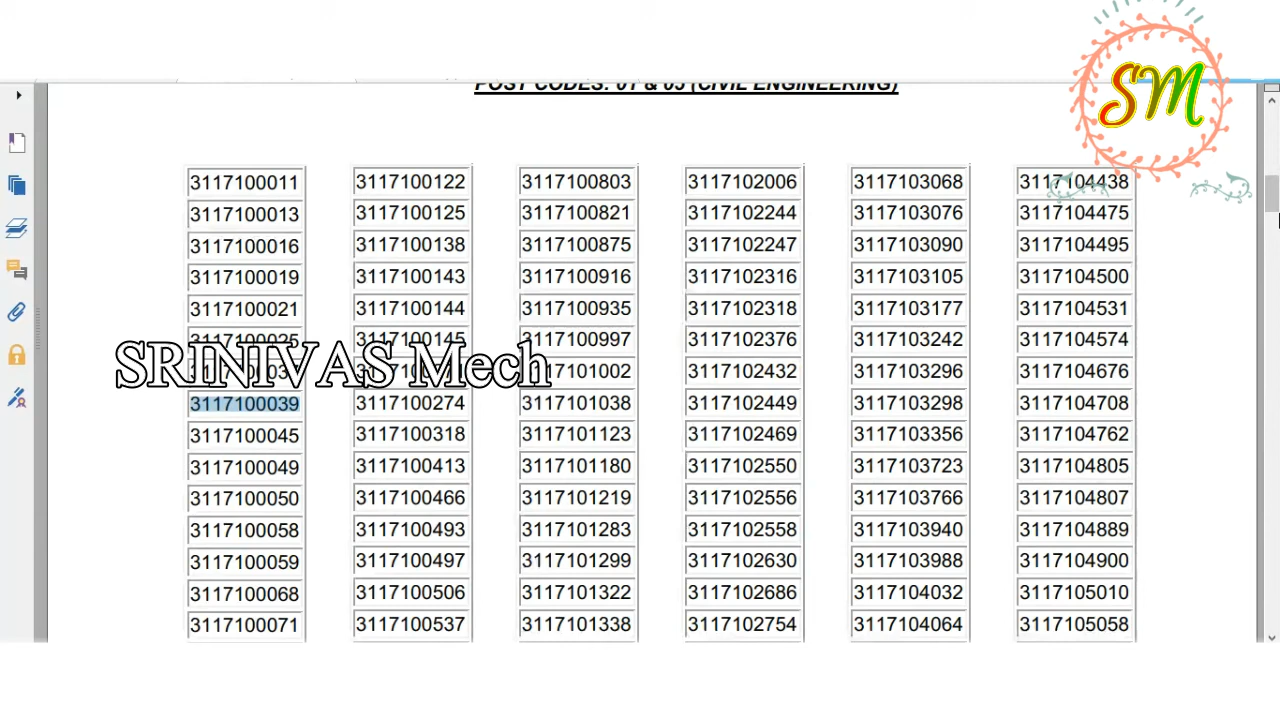 SM
POST CODES: 01 & 05 (CIVIL ENGINEERING)
3117100011 3117100122 3117100803 3117102006 3117103068 3117104438
3117100013 3117100125 3117100821 3117102244 3117103076 3117104475
3117100016 3117100138 3117100875 3117102247 3117103090 3117104495
3117100019 3117100143 3117100916 3117102316 3117103105 3117104500
3117100021 3117100144 3117100935 3117102318 3117103177 3117104531
3117100025 3117100145 3117100997 3117102376 3117103242 3117104574
SRINIVAS Mech
3117101002 3117102432 3117103296 3117104676
3117100039 3117100274 3117101038 3117102449 3117103298 3117104708
3117100045 3117100318 3117101123 3117102469 3117103356 3117104762
3117100049 3117100413 3117101180 3117102550 3117103723 3117104805
3117100050 3117100466 3117101219 3117102556 3117103766 3117104807
3117100058 3117100493 3117101283 3117102558 3117103940 3117104889
3117100059 3117100497 3117101299 3117102630 3117103988 3117104900
3117100068 3117100506 3117101322 3117102686 3117104032 3117105010
3117100071 3117100537 3117101338 3117102754 3117104064 3117105058